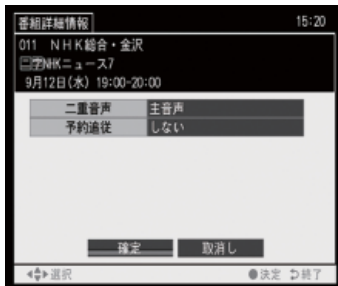 番組詳細情報 15:20
011 NHK総合・金沢
二字NHKニュース7
9月12日(水) 19:00-20:00
二重音声 主音声
予約追従 しない
確定 取消し
選択 決定 終了